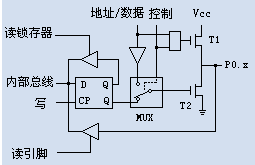 地址/数据 控制 Vcc
读锁存器
T1
内部总线
P0.x
D Q
写
CP Q
T2
MUX
读引脚